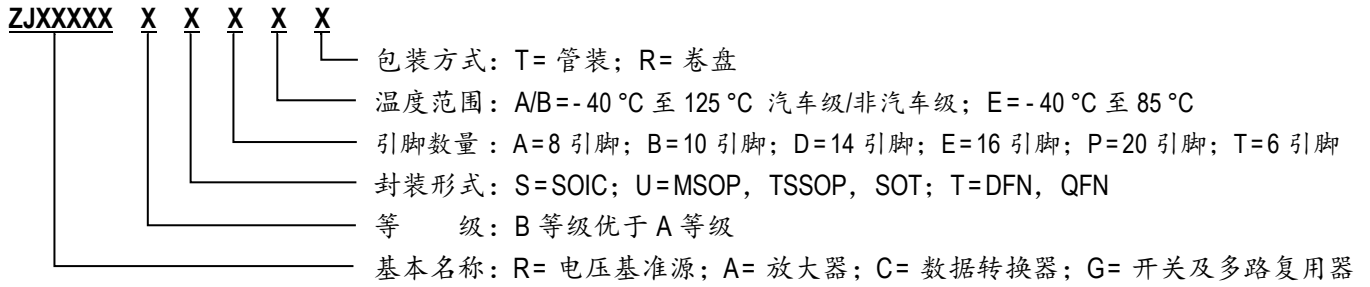 ZJXXXXX X X X X X
包装方式：T= 管装；R= 卷盘
温度范围：A/B=- 40 °C 至 125 °C 汽车级/非汽车级；E= - 40 °C 至 85 °C
引脚数量：A=8 引脚；B=10 引脚；D=14 引脚；E=16 引脚；P=20 引脚；T=6 引脚
封装形式：S=SOIC；U=MSOP，TSSOP，SOT；T=DFN，QFN
等 级：B 等级优于 A 等级
基本名称：R= 电压基准源；A= 放大器；C= 数据转换器；G= 开关及多路复用器